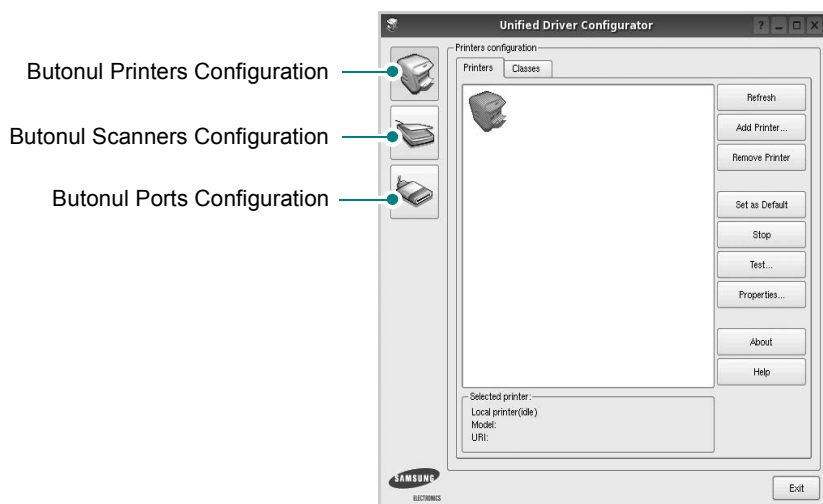 Unified Driver Configurator
Butonul Printers Configuration
Butonul Scanners Configuration
Butonul Ports Configuration
Printers configuration
Printers
Classes
Refresh
Add Printer...
Remove Printer
Set as Default
Stop
Test...
Properties...
About
Help
Selected printer:
Local printer(idle)
Model:
URI:
SAMSUNG
ELECTRONICS
Exit